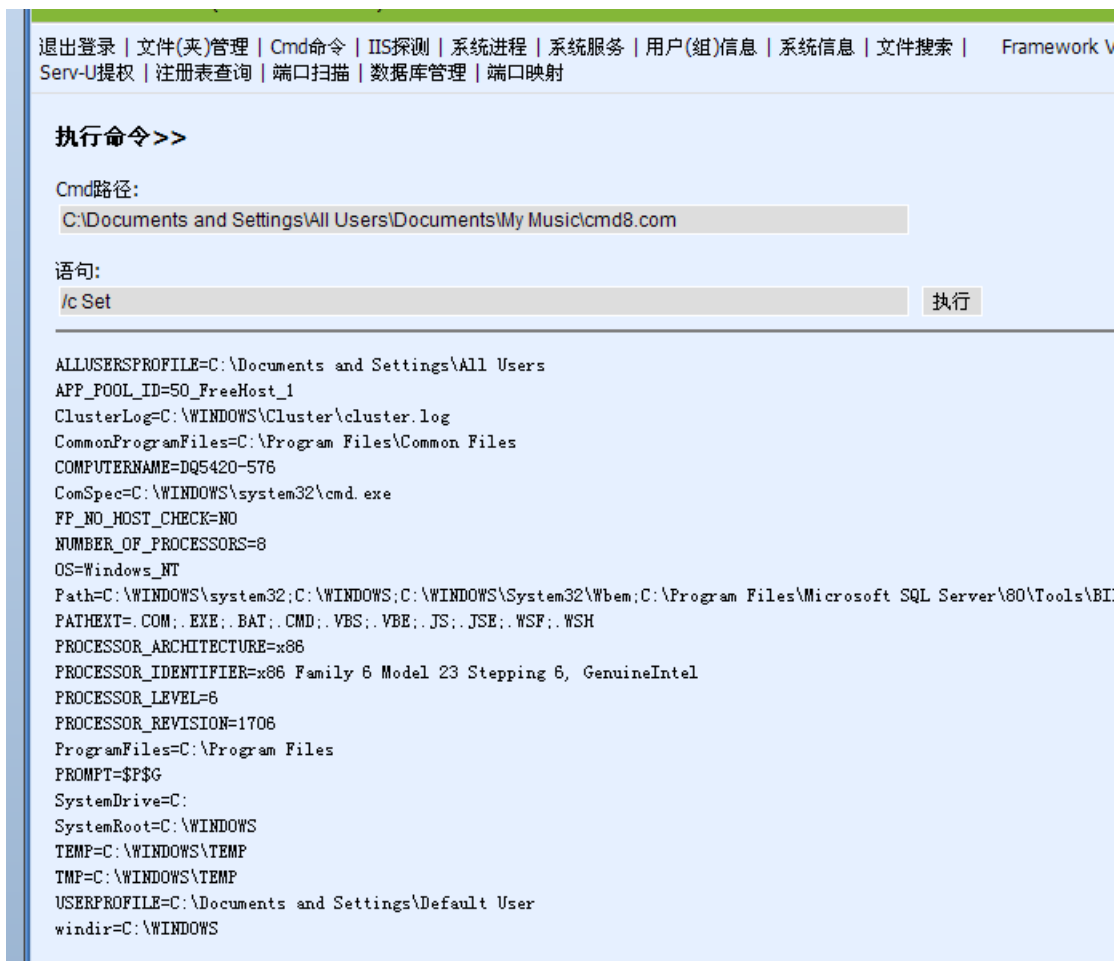 退出登录 | 文件(夹)管理 | Cmd命令 | IIS探测 | 系统进程 | 系统服务 | 用户(组)信息 | 系统信息 | 文件搜索 | Framework V
Serv-U提权 | 注册表查询 | 端口扫描 | 数据库管理 | 端口映射
执行命令>>
Cmd路径:
C:\Documents and Settings\All Users\Documents\My Music\cmd8.com
语句:
/c Set 执行
ALLUSERSPROFILE=C:\Documents and Settings\All Users
APP_POOL_ID=50_FreeHost_1
ClusterLog=C:\WINDOWS\Cluster\cluster.log
CommonProgramFiles=C:\Program Files\Common Files
COMPUTERNAME=DQ5420-576
ComSpec=C:\WINDOWS\system32\cmd.exe
FP_NO_HOST_CHECK=NO
NUMBER_OF_PROCESSORS=8
OS=Windows_NT
Path=C:\WINDOWS\system32;C:\WINDOWS;C:\WINDOWS\System32\Wbem;C:\Program Files\Microsoft SQL Server\80\Tools\BI
PATHEXT=.COM;.EXE;.BAT;.CMD;.VBS;.VBE;.JS;.JSE;.WSF;.WSH
PROCESSOR_ARCHITECTURE=x86
PROCESSOR_IDENTIFIER=x86 Family 6 Model 23 Stepping 6, GenuineIntel
PROCESSOR_LEVEL=6
PROCESSOR_REVISION=1706
ProgramFiles=C:\Program Files
PROMPT=$P$G
SystemDrive=C:
SystemRoot=C:\WINDOWS
TEMP=C:\WINDOWS\TEMP
TMP=C:\WINDOWS\TEMP
USERPROFILE=C:\Documents and Settings\Default User
windir=C:\WINDOWS